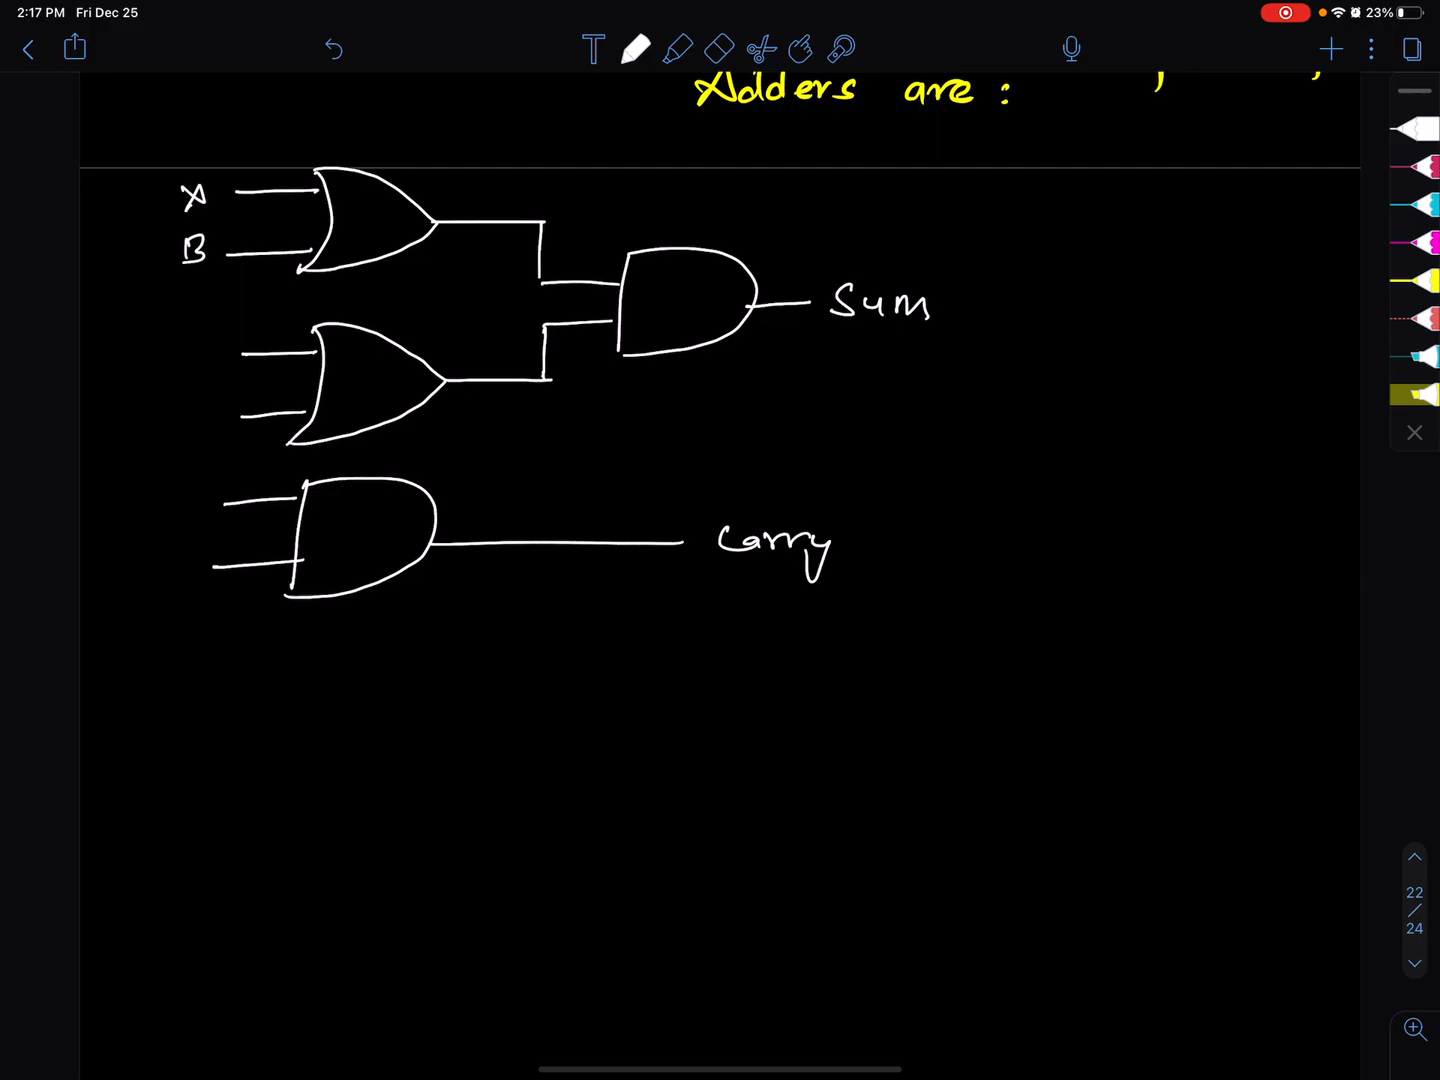 2:17 PM Fri Dec 25
23%
T
Adders are : , ,
A
B
Sum
Carry
22
/
24